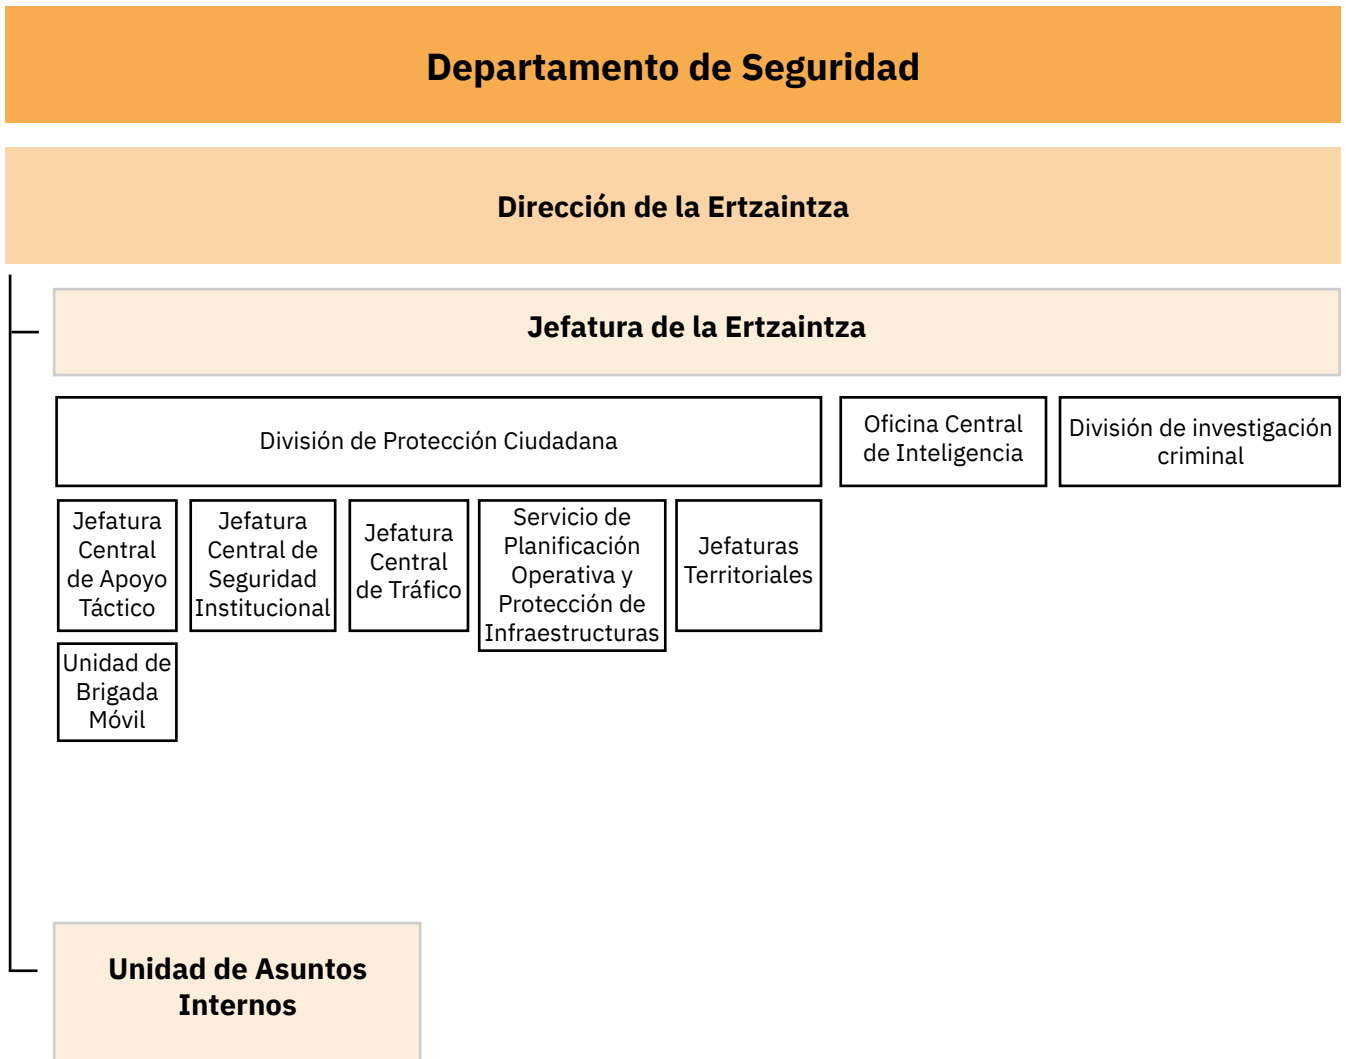 Departamento de Seguridad
Dirección de la Ertzaintza
Jefatura de la Ertzaintza
División de Protección Ciudadana
Oficina Central
de Inteligencia
División de investigación
criminal
Jefatura
Central
de Apoyo
Táctico
Jefatura
Central de
Seguridad
Institucional
Jefatura
Central
de Tráfico
Servicio de
Planificación
Operativa y
Protección de
Infraestructuras
Jefaturas
Territoriales
Unidad de
Brigada
Móvil
Unidad de Asuntos
Internos